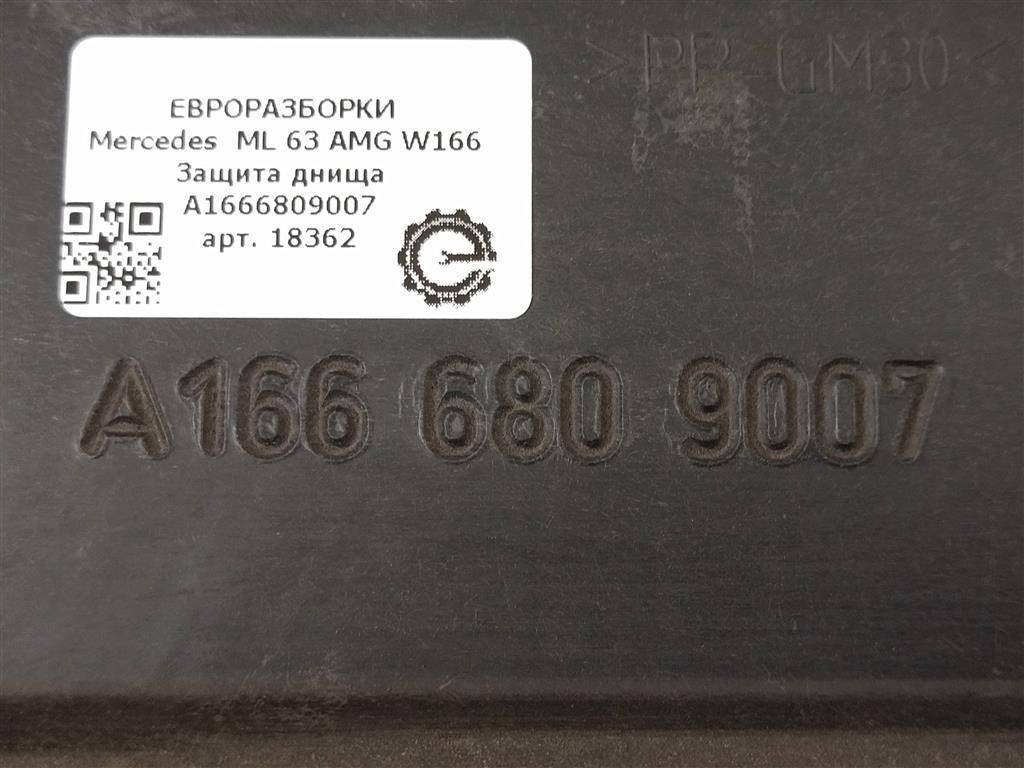 >PP-GM30<
ЕВРОРАЗБОРКИ
Mercedes ML 63 AMG W166
Защита днища
A1666809007
арт. 18362
A166 680 9007